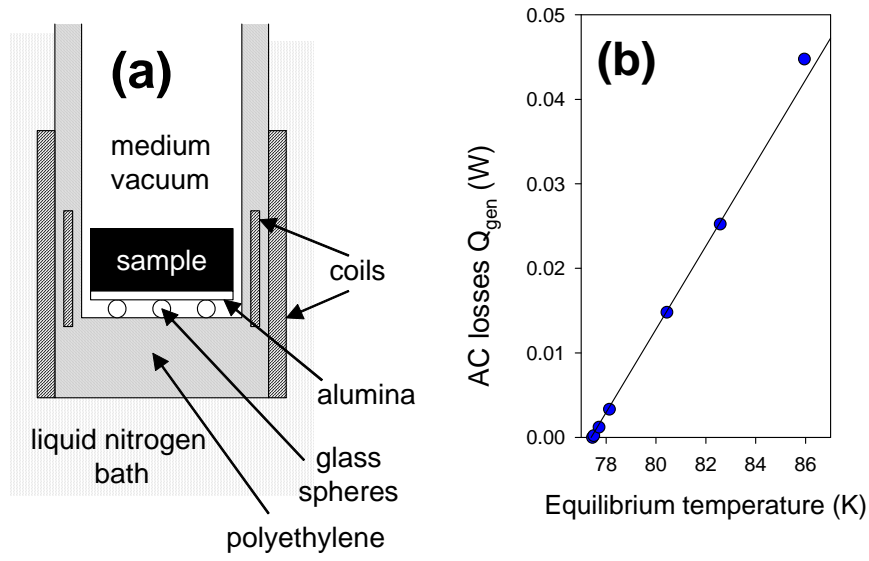 (a)
medium
vacuum
sample
coils
alumina
liquid nitrogen
bath
glass
spheres
polyethylene
(b)
0.05
0.04
0.03
0.02
0.01
0.00
AC losses Qgen (W)
78 80 82 84 86
Equilibrium temperature (K)